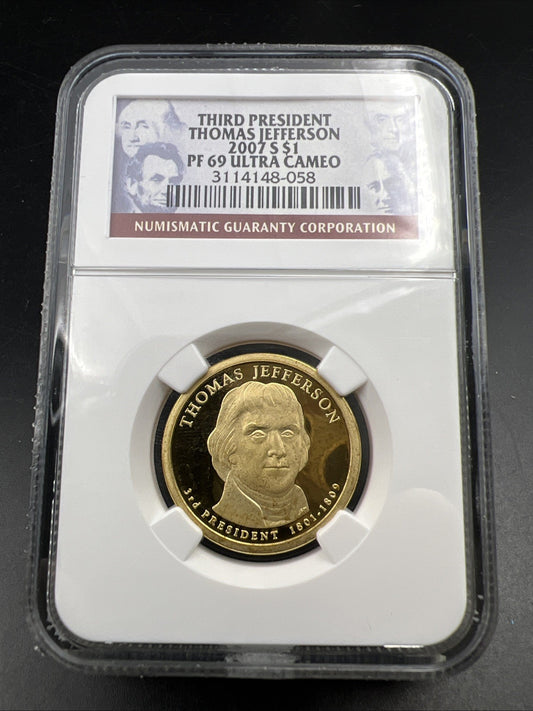 THIRD PRESIDENT
THOMAS JEFFERSON
2007 S $1
PF 69 ULTRA CAMEO
3114148-058
NUMISMATIC GUARANTY CORPORATION
THOMAS JEFFERSON
3rd PRESIDENT 1801-1809